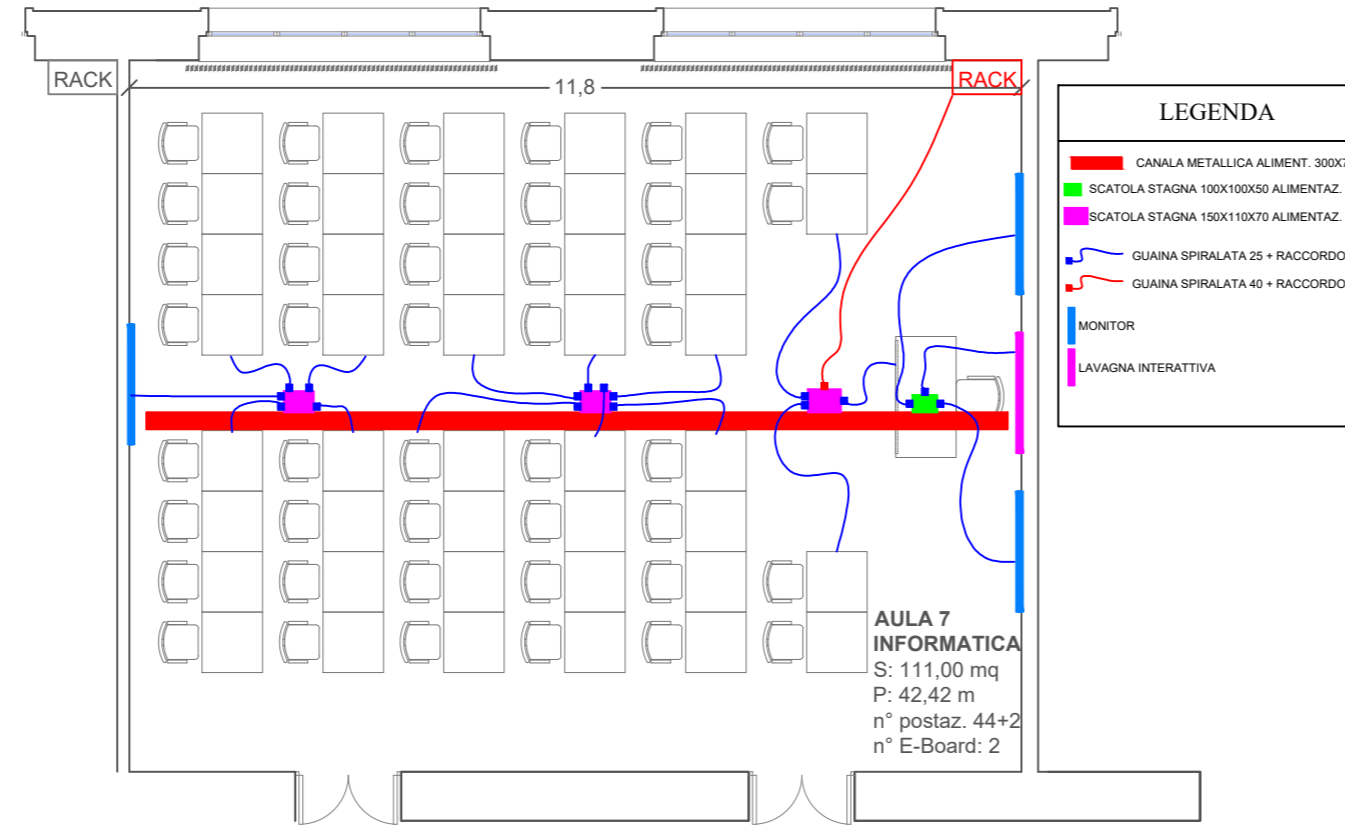 RACK
11,8
RACK
LEGENDA
CANALA METALLICA ALIMENT. 300X7
SCATOLA STAGNA 100X100X50 ALIMENTAZ.
SCATOLA STAGNA 150X110X70 ALIMENTAZ.
GUAINA SPIRALATA 25 + RACCORDO
GUAINA SPIRALATA 40 + RACCORDO
MONITOR
LAVAGNA INTERATTIVA
AULA 7
INFORMATICA
S: 111,00 mq
P: 42,42 m
n° postaz. 44+2
n° E-Board: 2